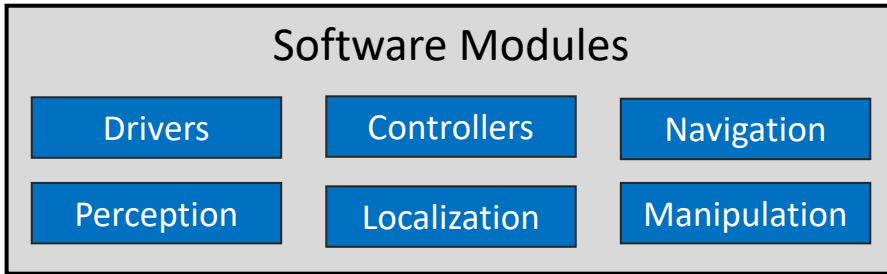 Software Modules
Drivers
Controllers
Navigation
Perception
Localization
Manipulation